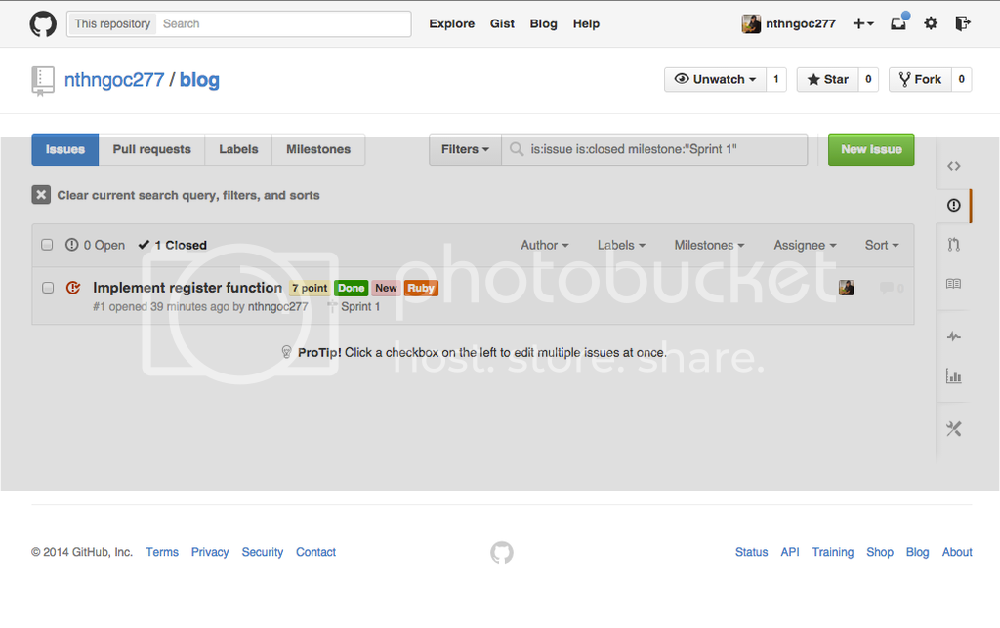 This repository Search Explore Gist Blog Help nthngoc277
nthngoc277 / blog Unwatch 1 Star 0 Fork 0
Issues Pull requests Labels Milestones Filters is:issue is:closed milestone:"Sprint 1" New Issue
Clear current search query, filters, and sorts
0 Open 1 Closed Author Labels Milestones Assignee Sort
Implement register function 7 point Done New Ruby 0
#1 opened 39 minutes ago by nthngoc277 Sprint 1
photobucket
ProTip! Click a checkbox on the left to edit multiple issues at once.
host. store. share.
© 2014 GitHub, Inc. Terms Privacy Security Contact Status API Training Shop Blog About